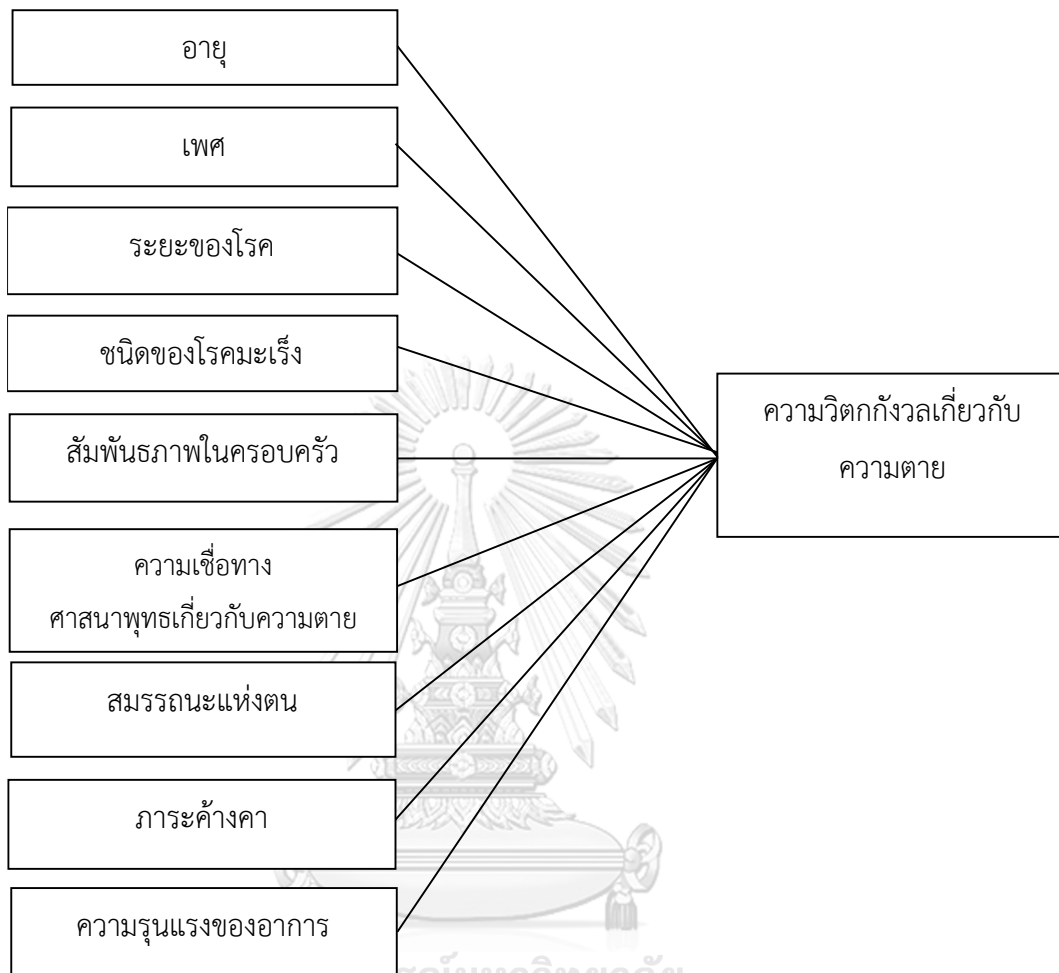 อายุ
เพศ
ระยะของโรค
ชนิดของโรคมะเร็ง
สัมพันธภาพในครอบครัว
ความวิตกกังวลเกี่ยวกับ
ความตาย
ความเชื่อทาง
ศาสนาพุทธเกี่ยวกับความตาย
สมรรถนะแห่งตน
ภาระค้างคา
ความรุนแรงของอาการ